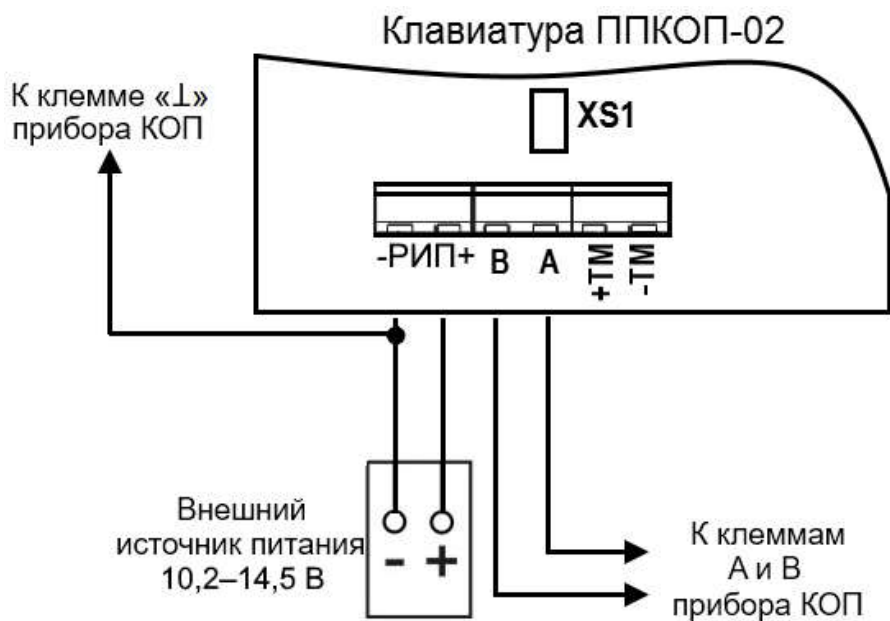 Клавиатура ППКОП-02
К клемме «⊥»
прибора КОП
XS1
-РИП+ B A +ТМ -ТМ
Внешний
источник питания
10,2–14,5 В
- +
К клеммам
А и В
прибора КОП